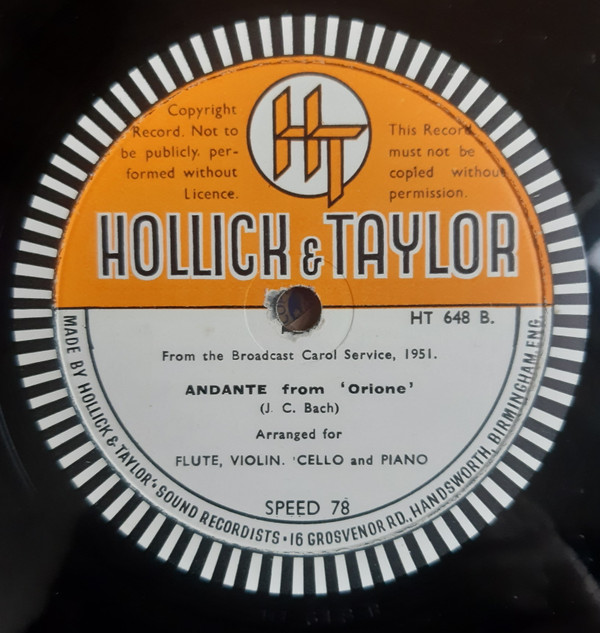 HT
Copyright
Record. Not to
be publicly. per-
formed without
Licence.
This Record
must not be
copied without
permission.
HOLLICK & TAYLOR
HT 648 B.
From the Broadcast Carol Service, 1951.
ANDANTE from 'Orione'
(J. C. Bach)
Arranged for
FLUTE, VIOLIN. 'CELLO and PIANO
SPEED 78
MADE BY HOLLICK & TAYLOR • SOUND RECORDISTS • 16 GROSVENOR RD., HANDSWORTH, BIRMINGHAM, ENG.